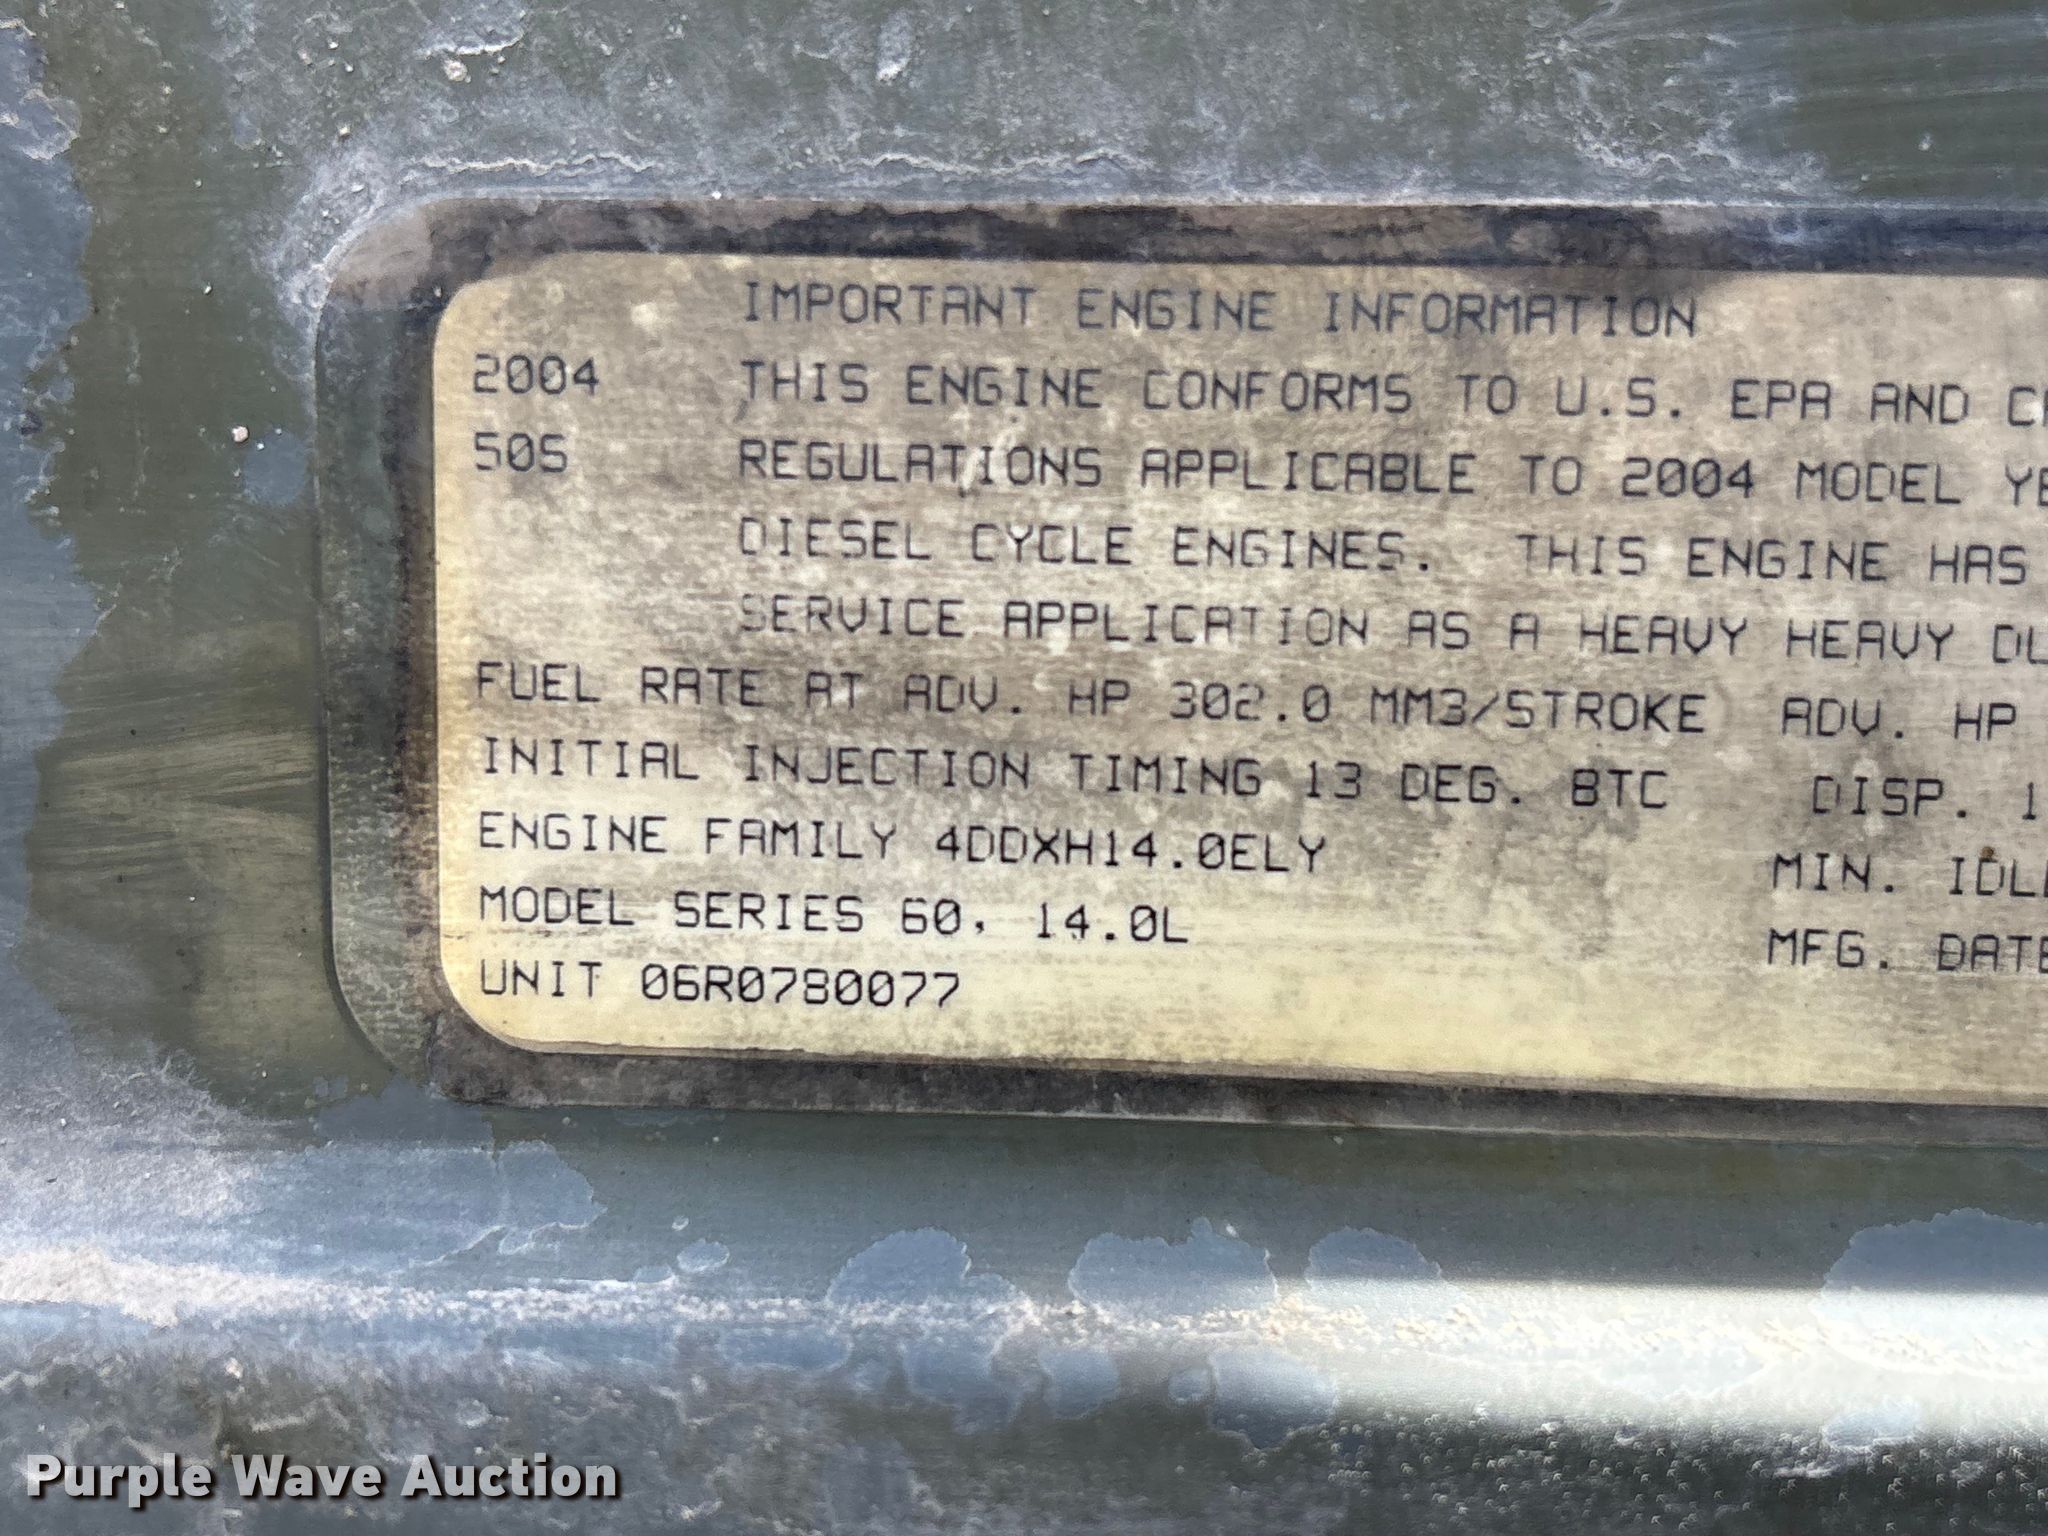 IMPORTANT ENGINE INFORMATION
2004 THIS ENGINE CONFORMS TO U.S. EPA AND
50S REGULATIONS APPLICABLE TO 2004 MODEL
DIESEL CYCLE ENGINES. THIS ENGINE HAS
SERVICE APPLICATION AS A HEAVY HEAVY
FUEL RATE AT ADV. HP 302.0 MM3/STROKE ADV. HP
INITIAL INJECTION TIMING 13 DEG. BTC DISP.
ENGINE FAMILY 4DDXH14.0ELY MIN.
MODEL SERIES 60, 14.0L MFG. DATE
UNIT 06R0780077
Purple Wave Auction